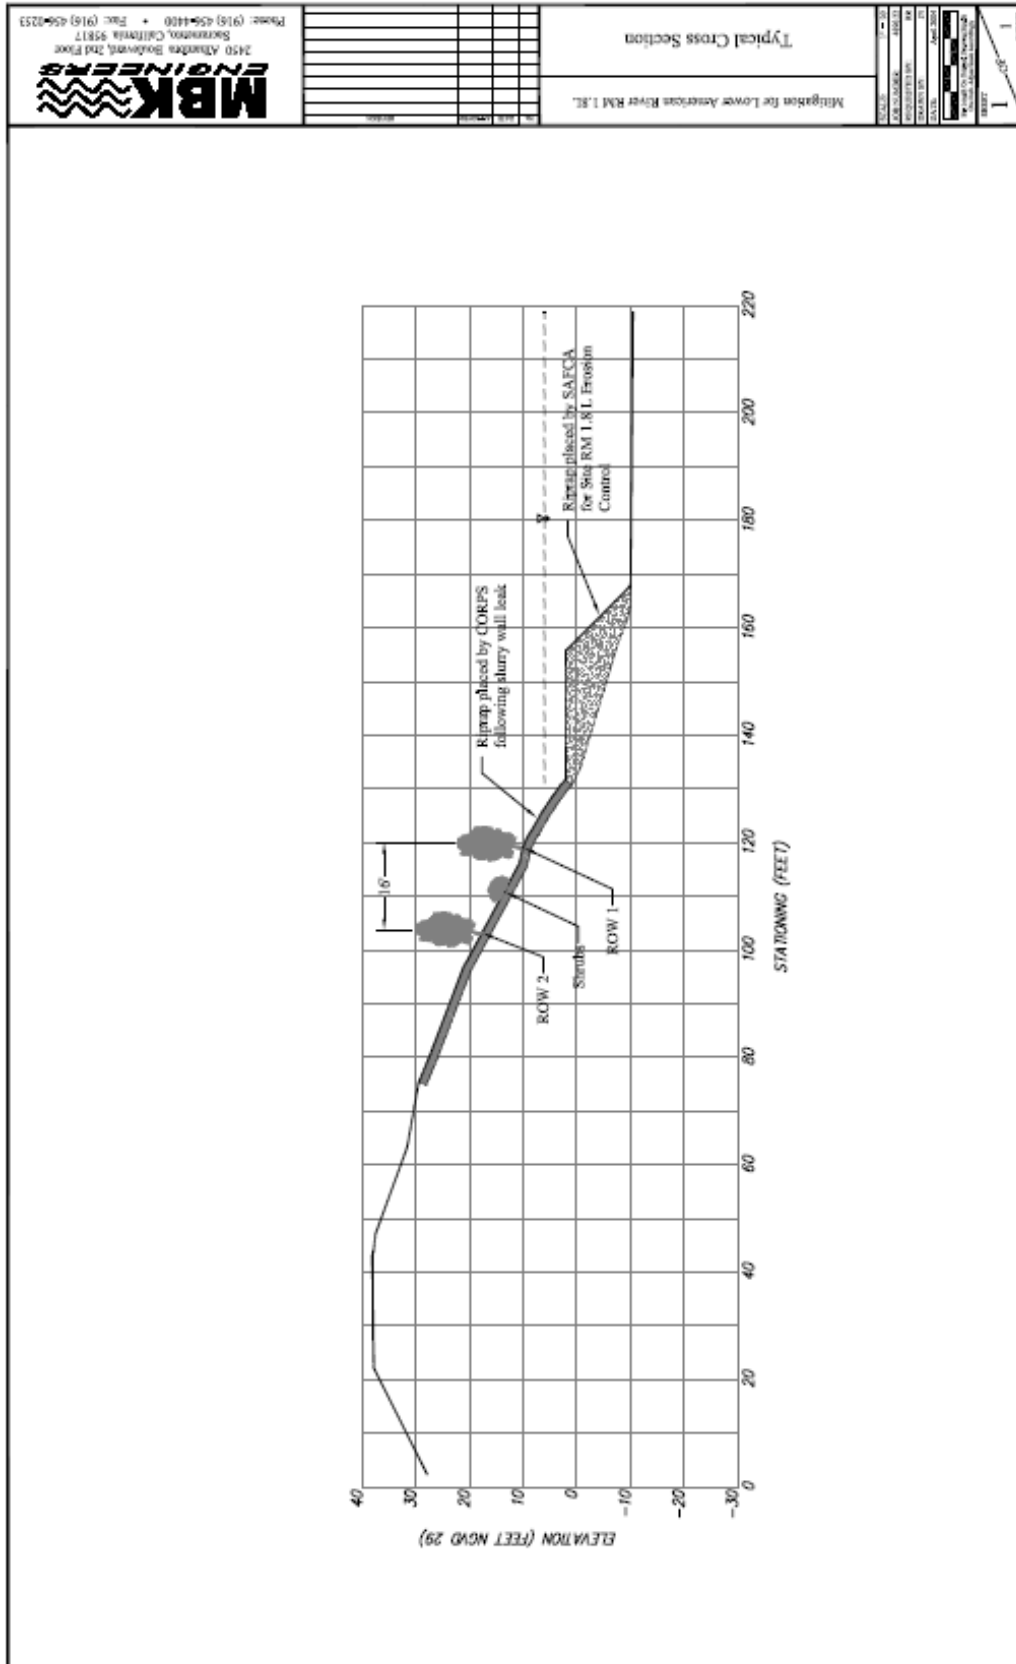 MBK
ENGINEERS
2450 Alhambra Boulevard, 2nd Floor
Sacramento, California 95817
Phone: (916) 456-4400 • Fax: (916) 456-0253
Mitigation for Lower American River RM 1.8L
Typical Cross Section
SHEET
1
OF
1
Riprap placed by SAFCA
for Site RM 1.8 L Erosion
Control
Riprap placed by CORPS
following slurry wall leak
16'
ROW 2
Shrubs
ROW 1
40
30
20
10
0
-10
-20
-30
ELEVATION (FEET NGVD 29)
0
20
40
60
80
100
120
140
160
180
200
220
STATIONING (FEET)